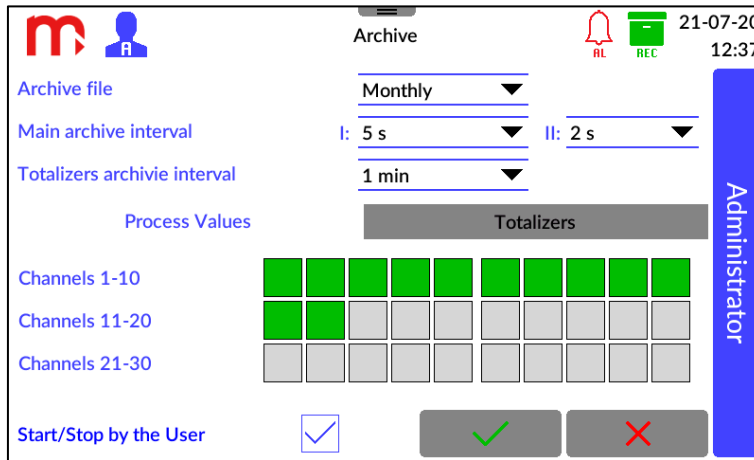 m
A
Archive
AL
REC
21-07-20
12:37
Archive file
Monthly
Main archive interval
I: 5 s
II: 2 s
Totalizers archivie interval
1 min
Process Values
Totalizers
Channels 1-10
Channels 11-20
Channels 21-30
Start/Stop by the User
Administrator